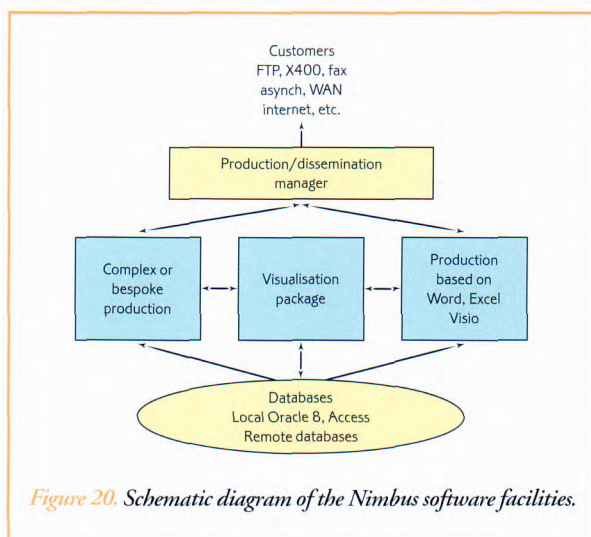 Customers
FTP, X400, fax
asynch, WAN
internet, etc.
Production/dissemination
manager
Complex or
bespoke
production
Visualisation
package
Production
based on
Word, Excel
Visio
Databases
Local Oracle 8, Access
Remote databases
Figure 20. Schematic diagram of the Nimbus software facilities.